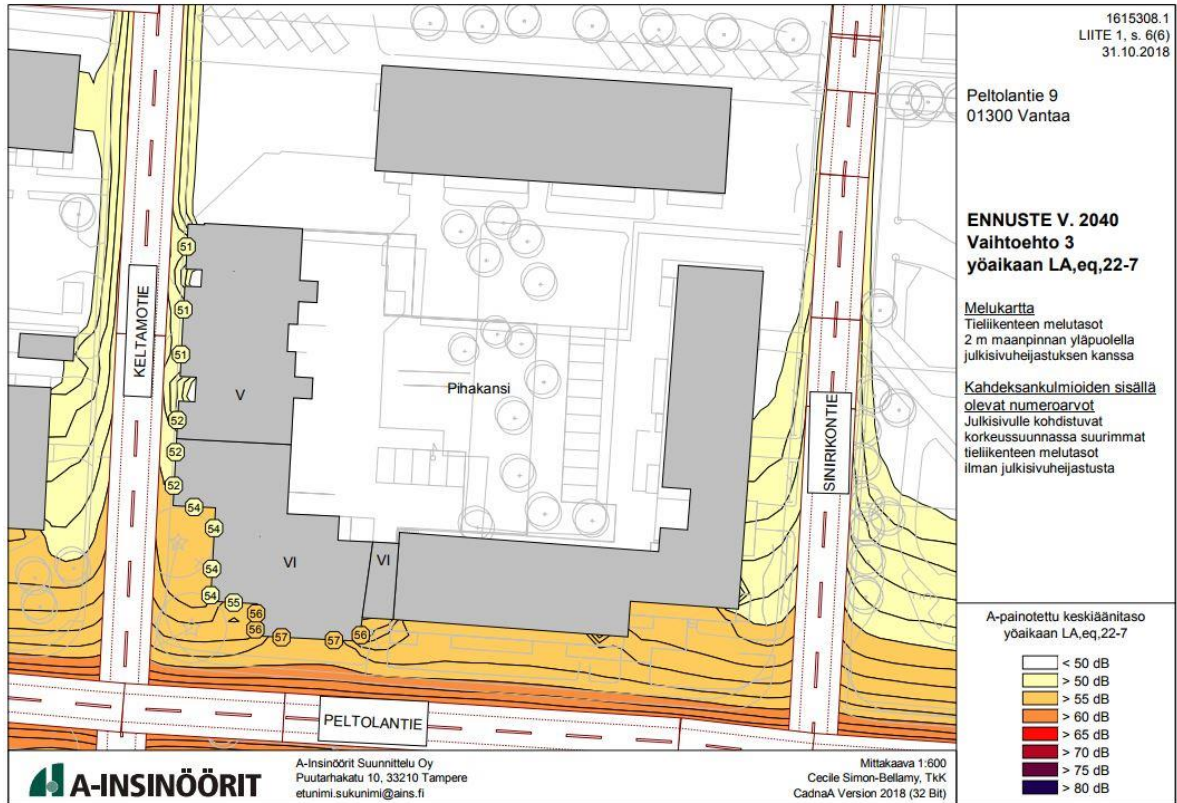 1615308.1
LIITE 1, s. 6(6)
31.10.2018
Peltolantie 9
01300 Vantaa
ENNUSTE V. 2040
Vaihtoehto 3
yöaikaan LA,eq,22-7
Melukartta
Tieliikenteen melutasot
2 m maanpinnan yläpuolella
julkisivuheijastuksen kanssa
Kahdeksankulmioiden sisällä
olevat numeroarvot
Julkisivulle kohdistuvat
korkeussuunnassa suurimmat
tieliikenteen melutasot
ilman julkisivuheijastusta
A-painotettu keskiäänitaso
yöaikaan LA,eq,22-7
< 50 dB
> 50 dB
> 55 dB
> 60 dB
> 65 dB
> 70 dB
> 75 dB
> 80 dB
KELTAMOTIE
SINIRIKONTIE
PELTOLANTIE
Pihakansi
V
VI
VI
51
51
51
52
52
52
54
54
54
54
55
56
56
57
57
56
A-INSINÖÖRIT
A-Insinöörit Suunnittelu Oy
Puutarhakatu 10, 33210 Tampere
etunimi.sukunimi@ains.fi
Mittakaava 1:600
Cecile Simon-Bellamy, TkK
CadnaA Version 2018 (32 Bit)